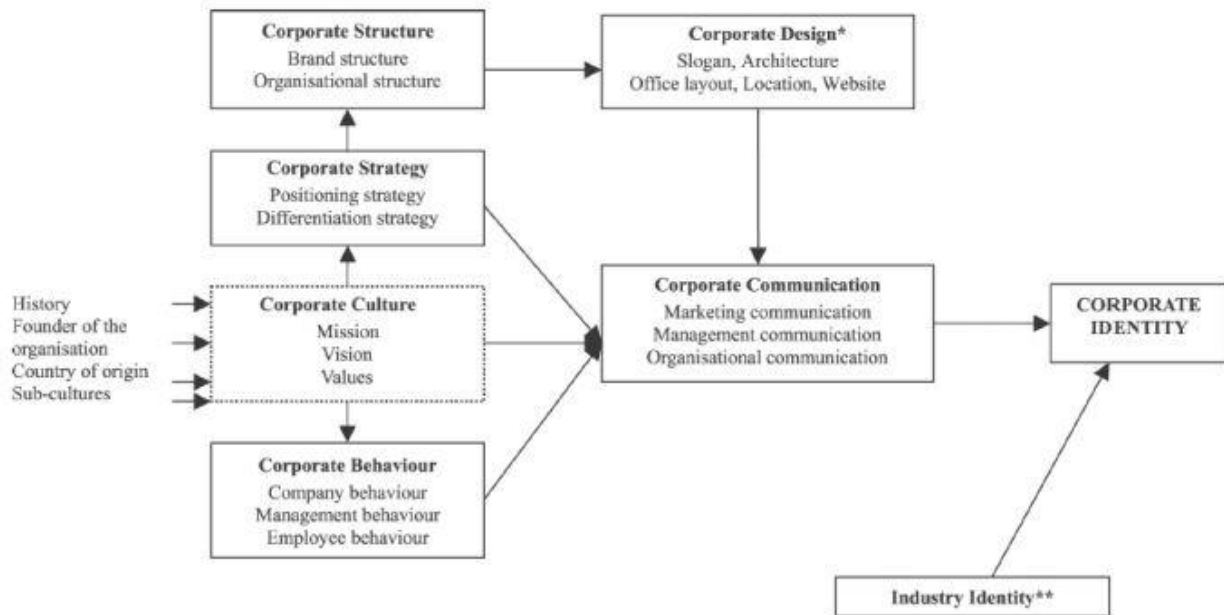 Corporate Structure
Brand structure
Organisational structure
Corporate Design*
Slogan, Architecture
Office layout, Location, Website
Corporate Strategy
Positioning strategy
Differentiation strategy
History
Founder of the
organisation
Country of origin
Sub-cultures
Corporate Culture
Mission
Vision
Values
Corporate Communication
Marketing communication
Management communication
Organisational communication
CORPORATE
IDENTITY
Corporate Behaviour
Company behaviour
Management behaviour
Employee behaviour
Industry Identity**